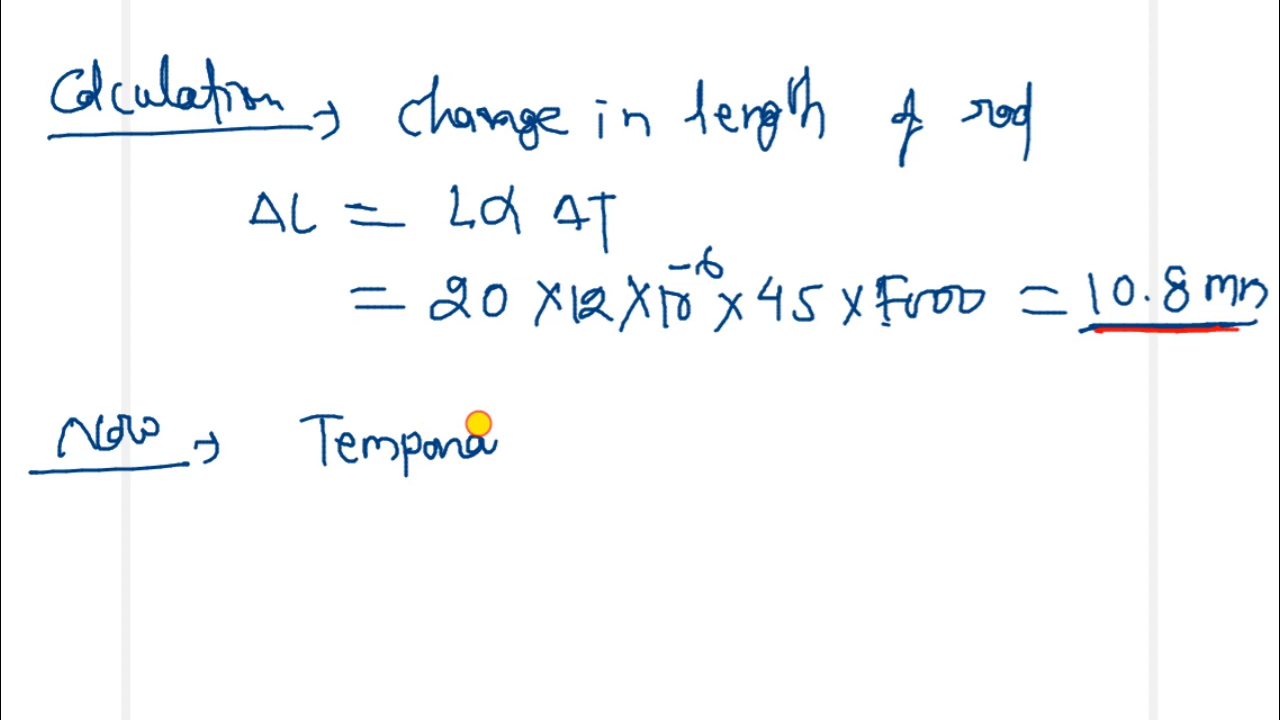 Calculation → change in length of rod
ΔL = Lα ΔT
= 20 × 12 × 10⁻⁶ × 45 × 1000 = 10.8 mm
Now → Tempora